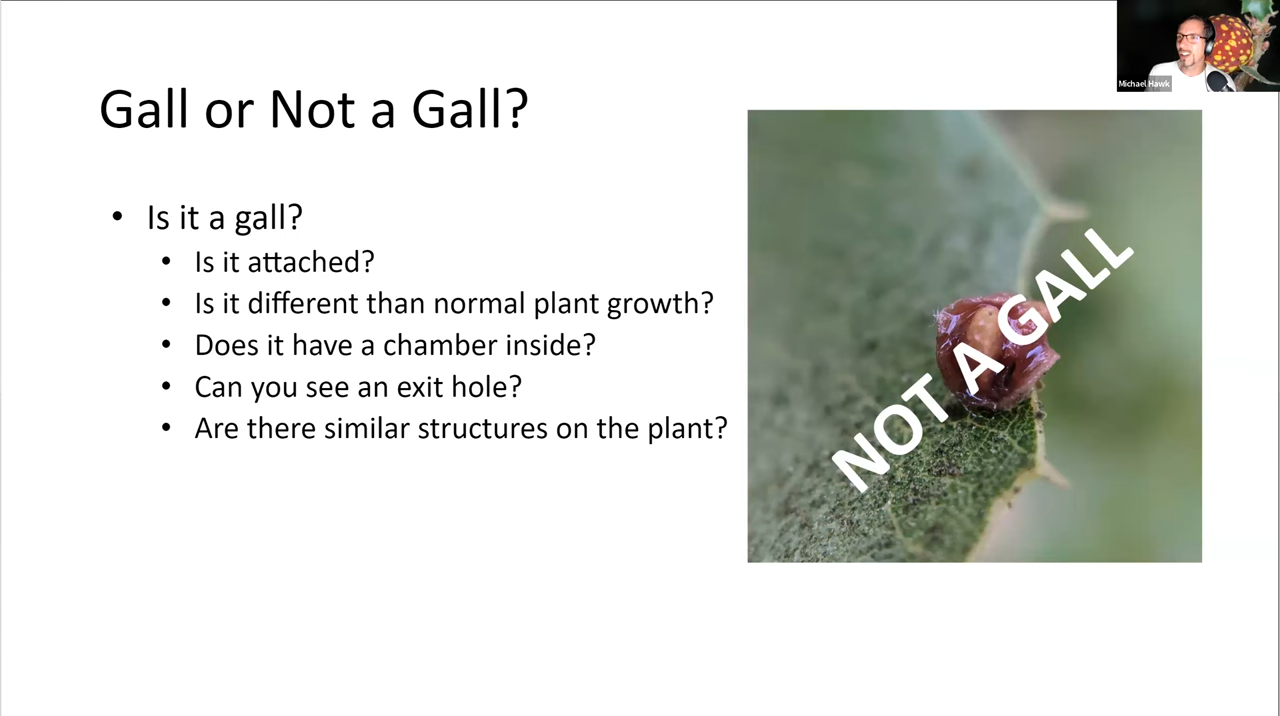 Michael Hawk
Gall or Not a Gall?
• Is it a gall?
• Is it attached?
• Is it different than normal plant growth?
• Does it have a chamber inside?
• Can you see an exit hole?
• Are there similar structures on the plant?
NOT A GALL